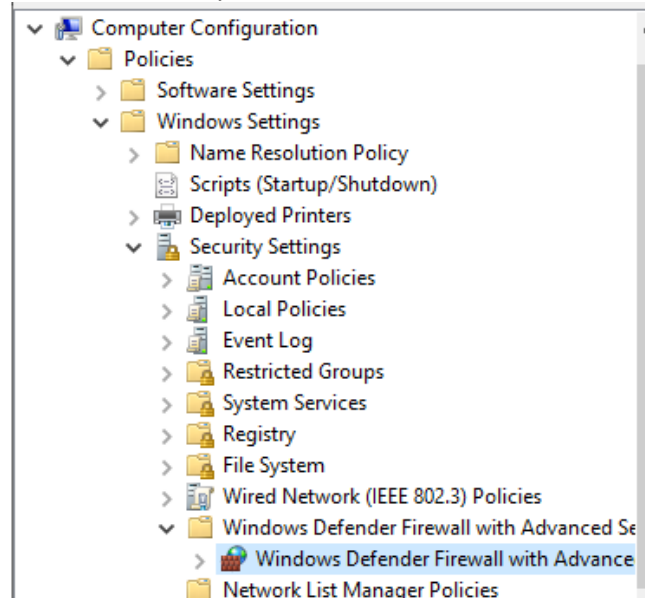 Computer Configuration
Policies
Software Settings
Windows Settings
Name Resolution Policy
Scripts (Startup/Shutdown)
Deployed Printers
Security Settings
Account Policies
Local Policies
Event Log
Restricted Groups
System Services
Registry
File System
Wired Network (IEEE 802.3) Policies
Windows Defender Firewall with Advanced Se
Windows Defender Firewall with Advance
Network List Manager Policies